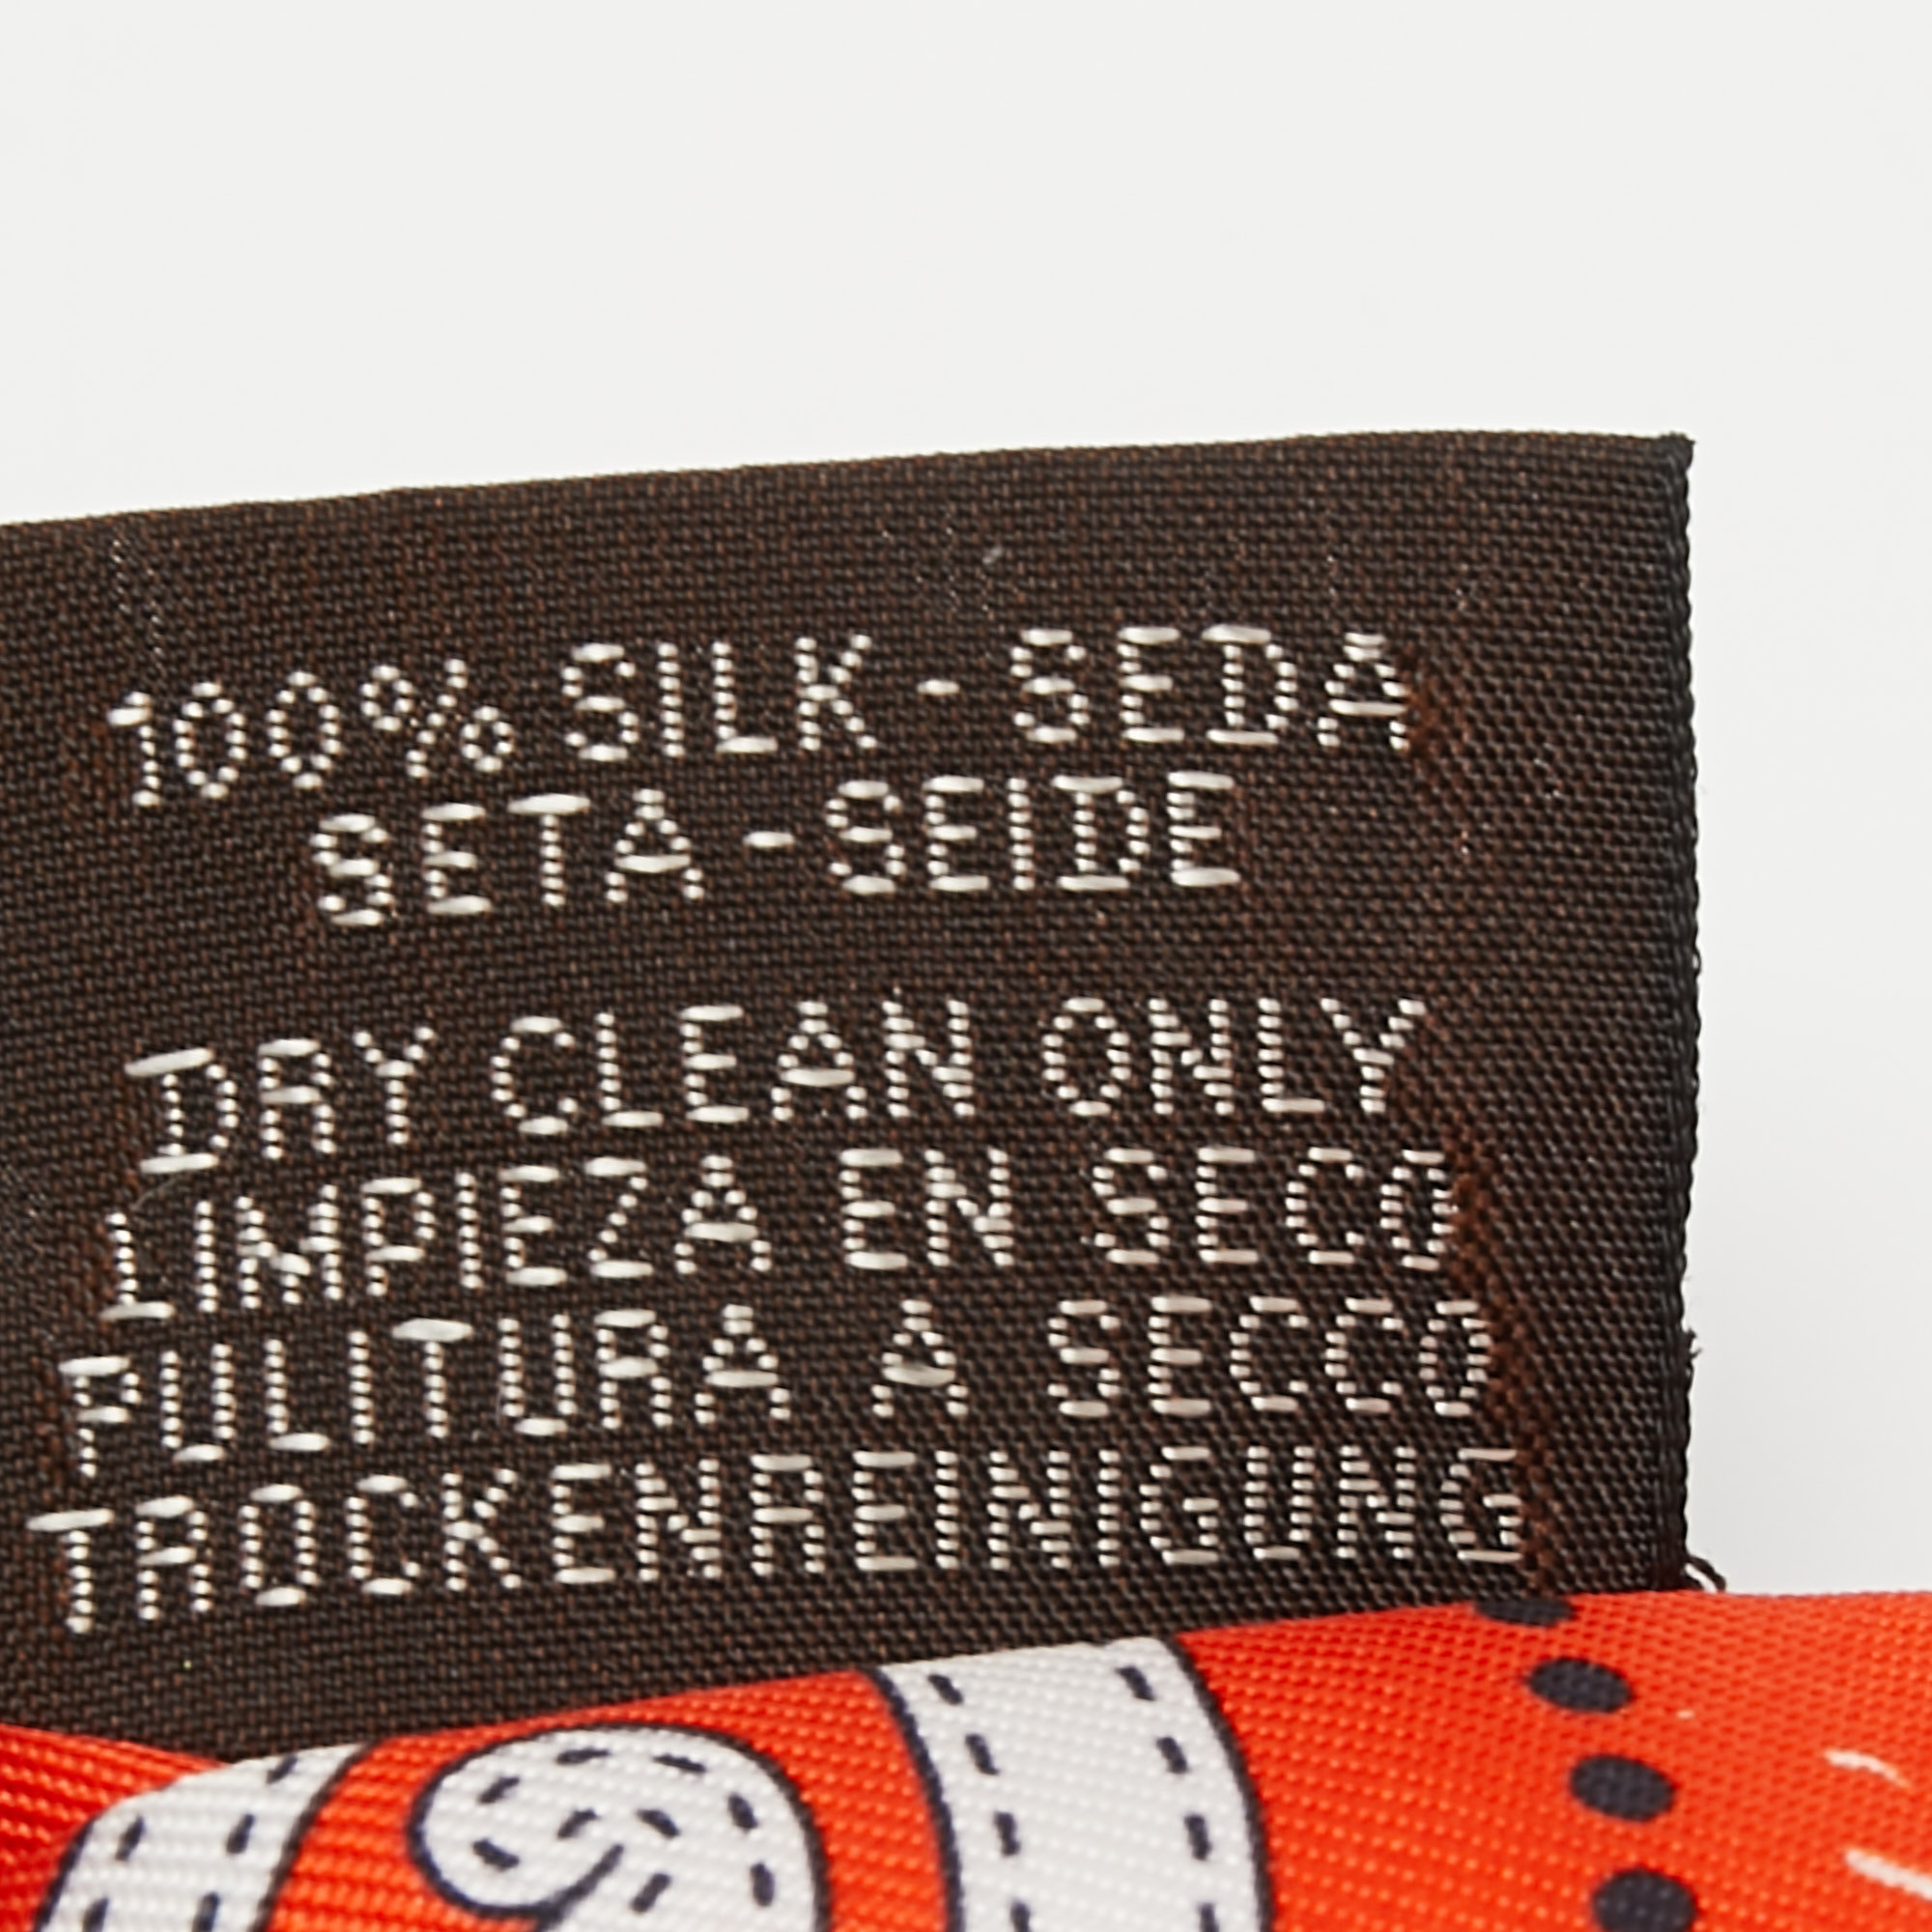 100% SILK - SEDA
SETA - SEIDE
DRY CLEAN ONLY
LIMPIEZA EN SECO
PULITURA A SECCO
TROCKENREINIGUNG